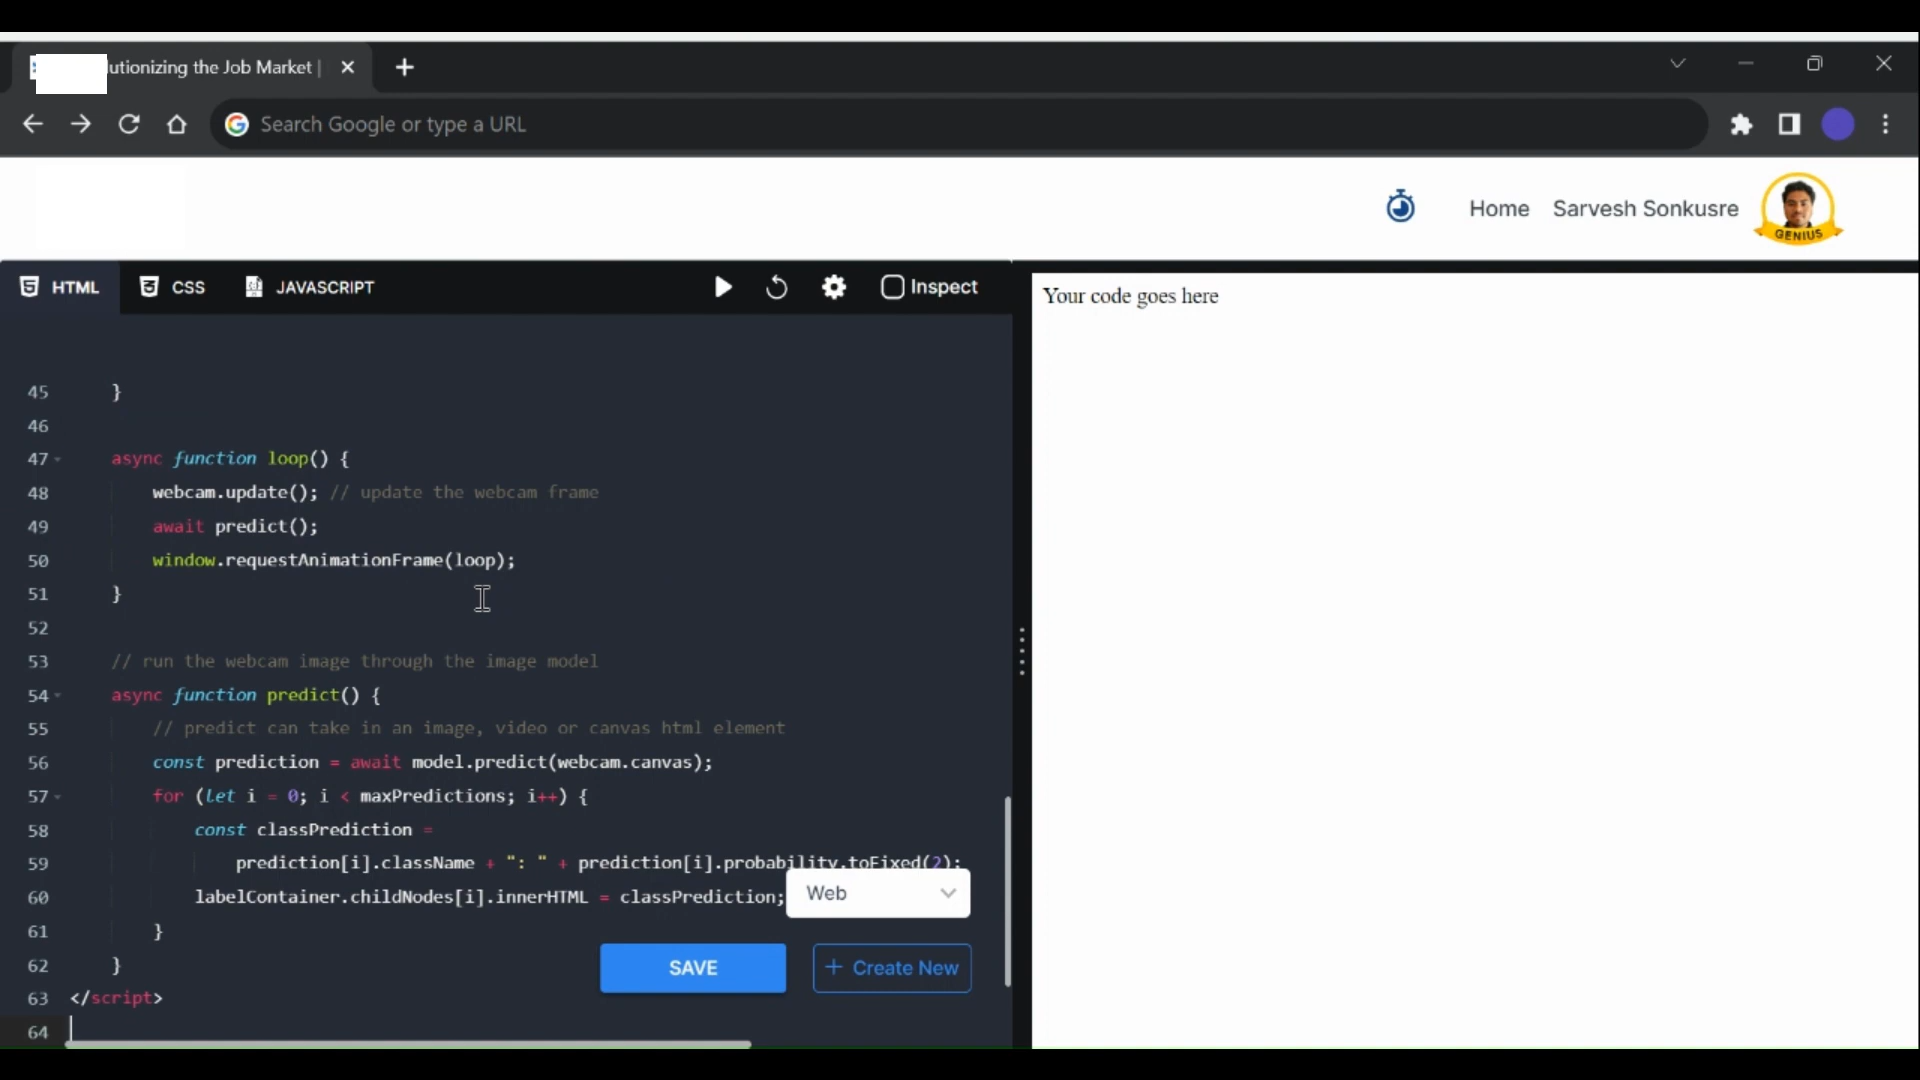 lutionizing the Job Market |
Search Google or type a URL
Home Sarvesh Sonkusre
GENIUS
HTML CSS JAVASCRIPT Inspect
Your code goes here
45 }
46
47 async function loop() {
48 webcam.update(); // update the webcam frame
49 await predict();
50 window.requestAnimationFrame(loop);
51 }
52
53 // run the webcam image through the image model
54 async function predict() {
55 // predict can take in an image, video or canvas html element
56 const prediction = await model.predict(webcam.canvas);
57 for (let i = 0; i < maxPredictions; i++) {
58 const classPrediction =
59 prediction[i].className + ": " + prediction[i].probability.toFixed(2);
60 labelContainer.childNodes[i].innerHTML = classPrediction;
Web
61 }
62 }
SAVE + Create New
63 </script>
64